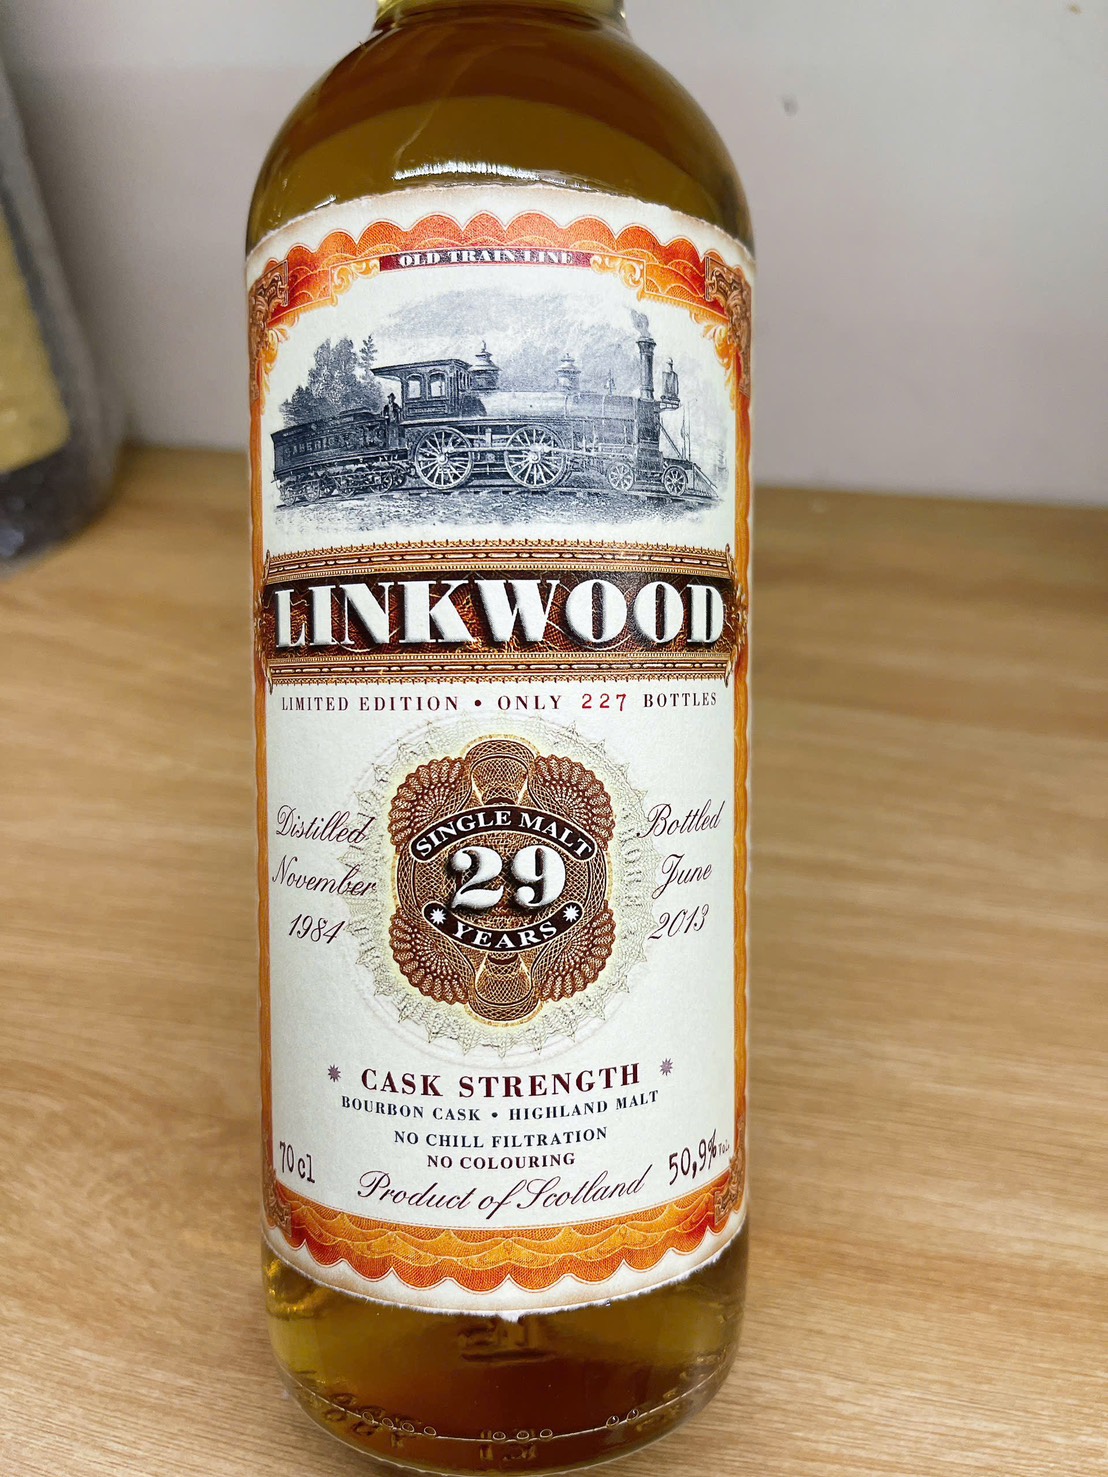 OLD TRAIN LINE
LINKWOOD
LIMITED EDITION • ONLY 227 BOTTLES
Distilled
November
1984
SINGLE MALT
29
YEARS
Bottled
June
2013
* CASK STRENGTH *
BOURBON CASK • HIGHLAND MALT
NO CHILL FILTRATION
NO COLOURING
70cl
Product of Scotland
50,9% Vol.